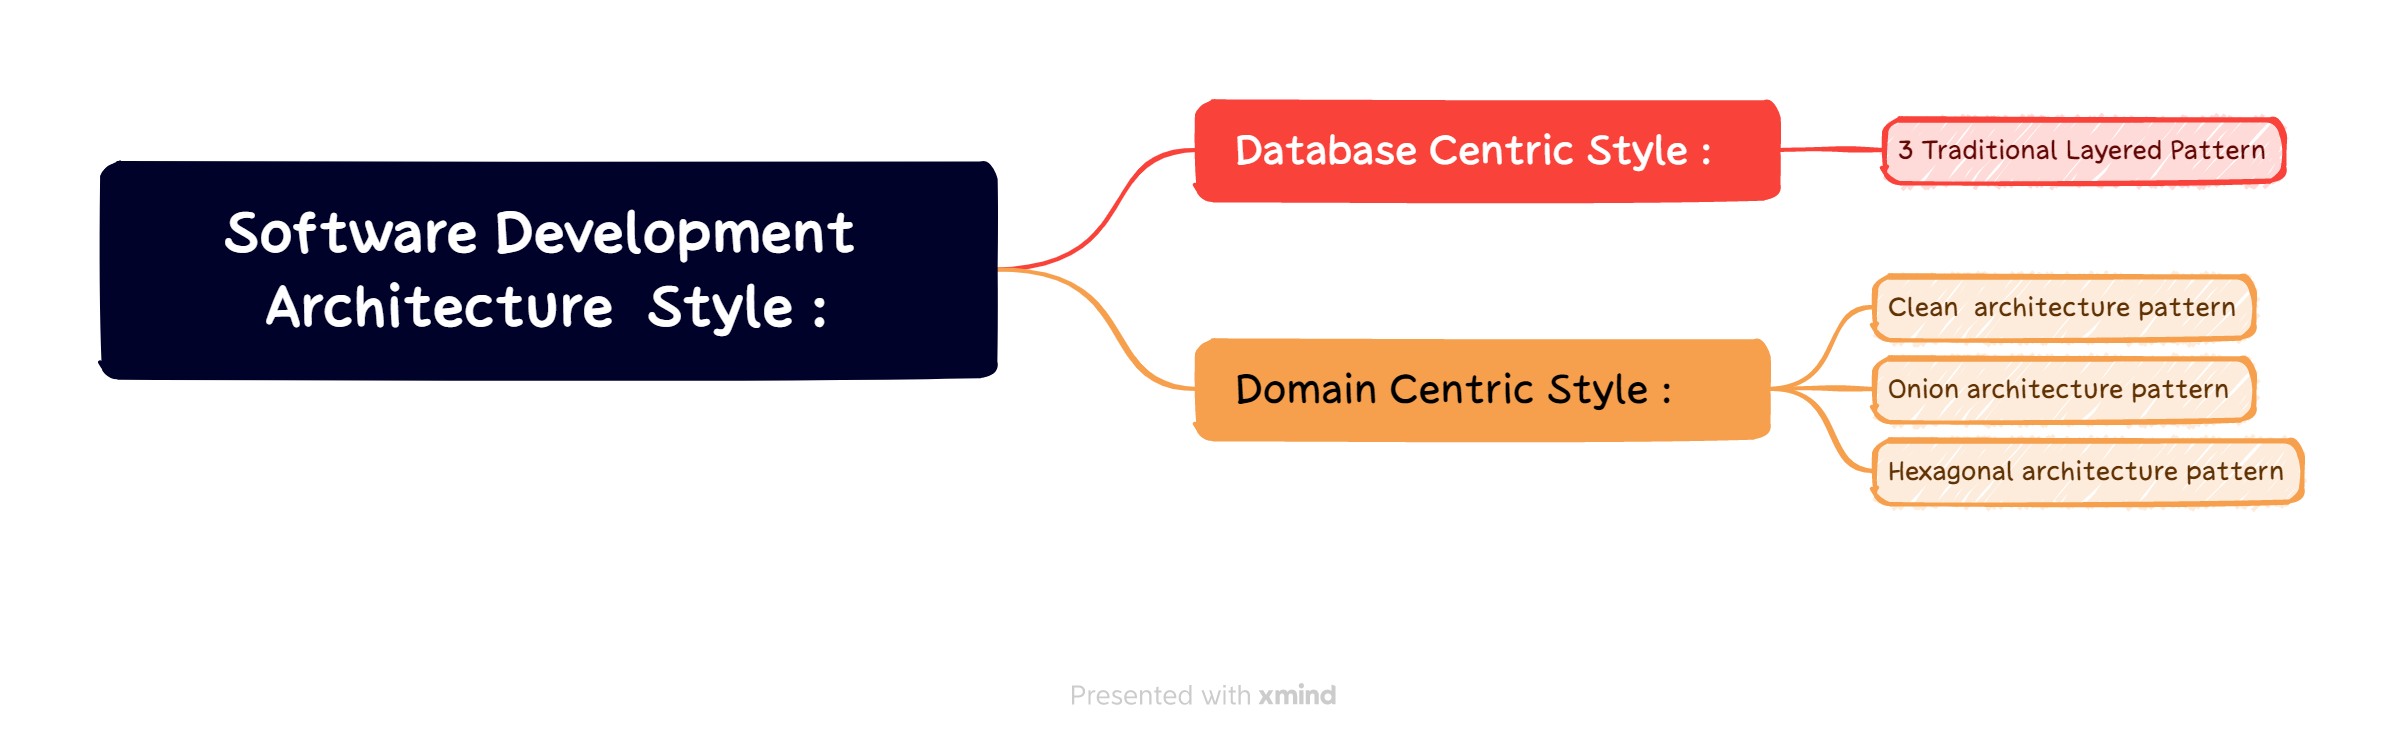 Software Development
Architecture  Style :
Database Centric Style :
3 Traditional Layered Pattern
Domain Centric Style :
Clean  architecture pattern
Onion architecture pattern
Hexagonal architecture pattern
Presented with xmind